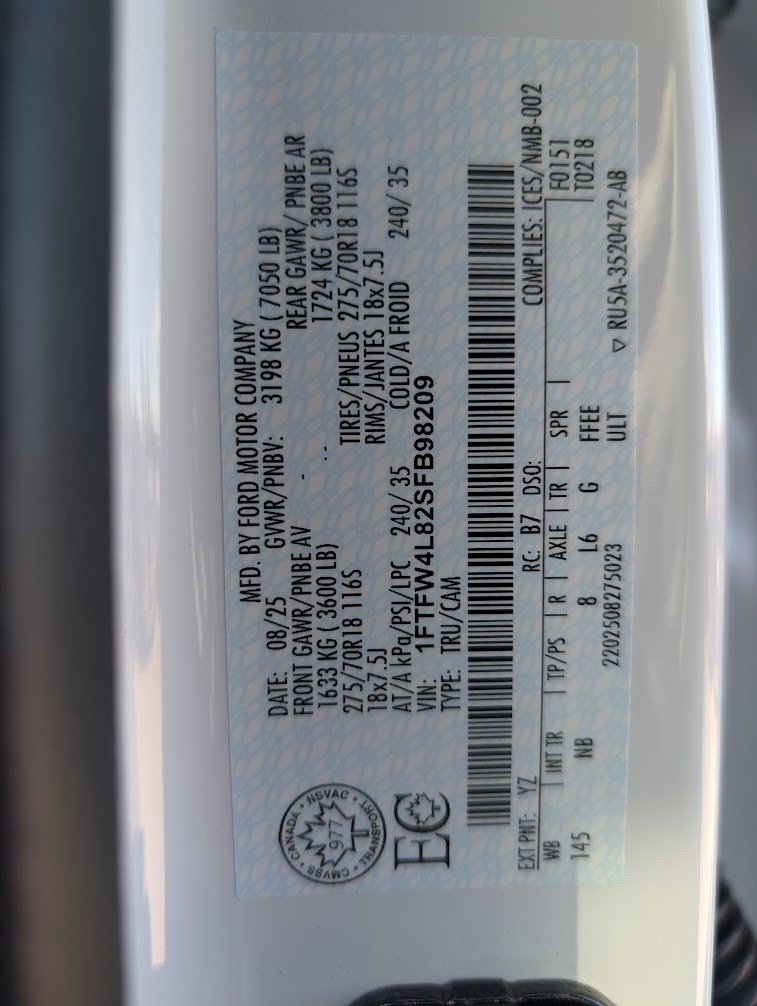 MFD. BY FORD MOTOR COMPANY
DATE: 08/25 GVWR/PNBV: 3198 KG ( 7050 LB)
FRONT GAWR/PNBE AV - REAR GAWR/ PNBE AR
1633 KG ( 3600 LB) -- 1724 KG ( 3800 LB)
275/70R18 116S TIRES/PNEUS 275/70R18 116S
18x7.5J RIMS/JANTES 18x7.5J
AT/A kPa/PSI/LPC 240/ 35 COLD/A FROID 240/ 35
VIN: 1FTFW4L82SFB98209
TYPE: TRU/CAM
CANADA • NSVAC • TRANSPORT • CMVSS •
977
T
EC
EXT PNT: YZ RC: B7 DSO: COMPLIES: ICES/NMB-002
WB | INT TR | TP/PS | R | AXLE | TR | SPR | F0151
145 NB 8 L6 G FFEE T0218
2202508275023 ULT ▽ RU5A-3520472-AB